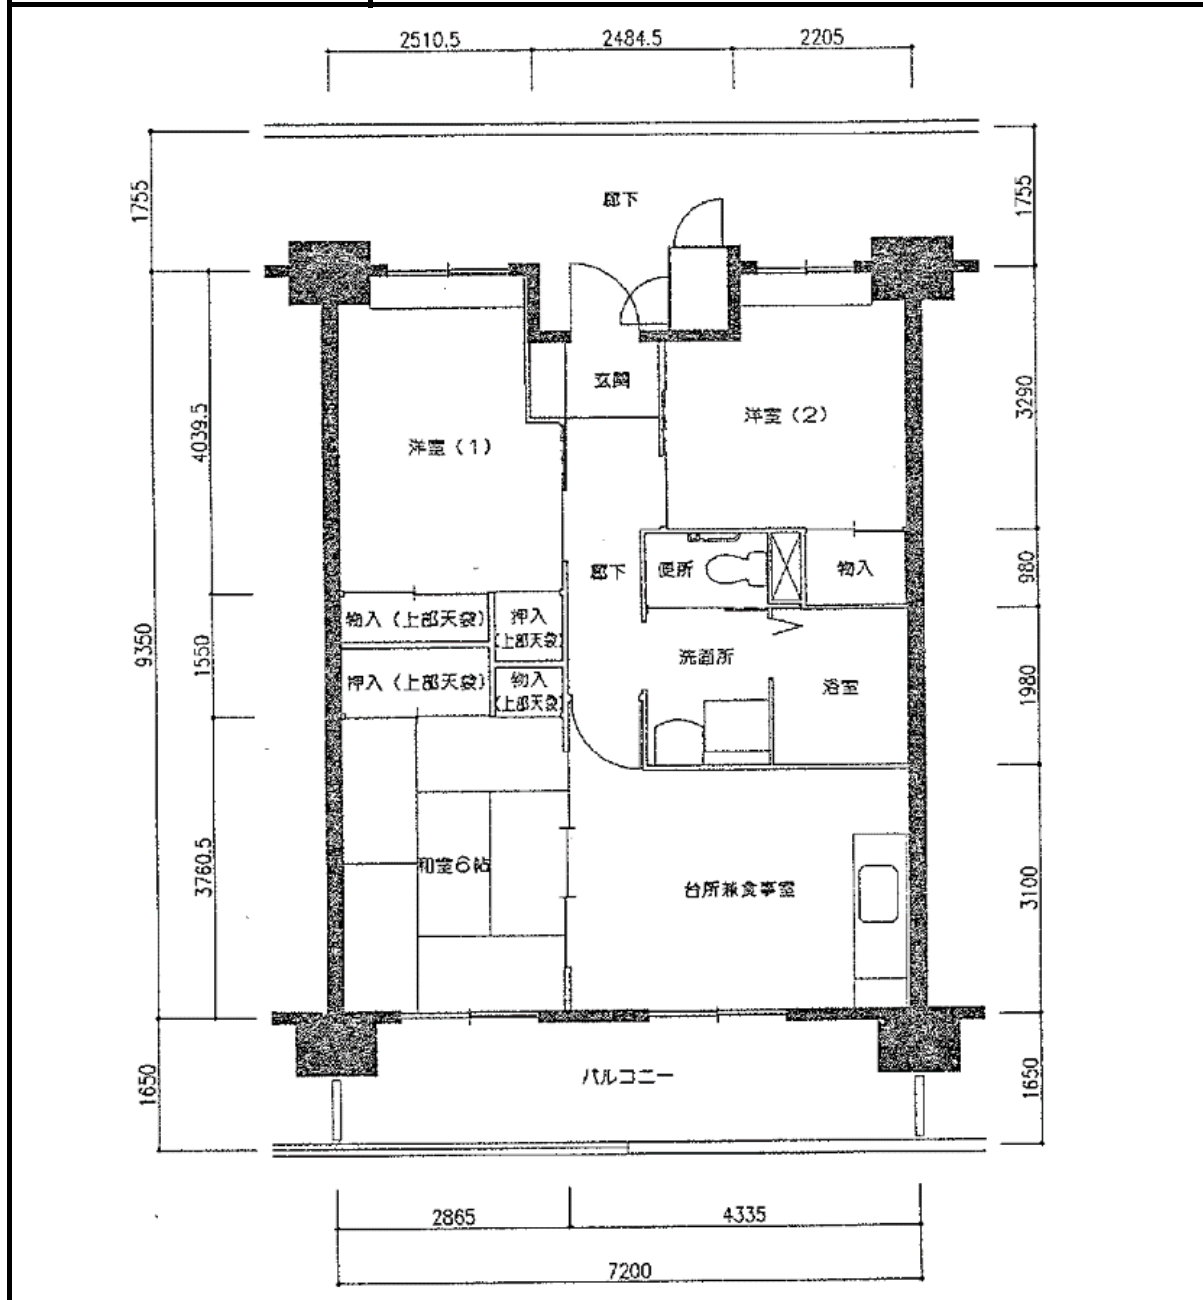 2510.5
2484.5
2205
1755
廊下
1755
玄関
洋室（2）
洋室（1）
4039.5
3290
便所
物入
廊下
980
物入（上部天袋）
押入
（上部天袋）
9350
1550
押入（上部天袋）
物入
（上部天袋）
洗面所
浴室
1980
3760.5
和室6帖
台所兼食事室
3100
バルコニー
1650
1650
2865
4335
7200